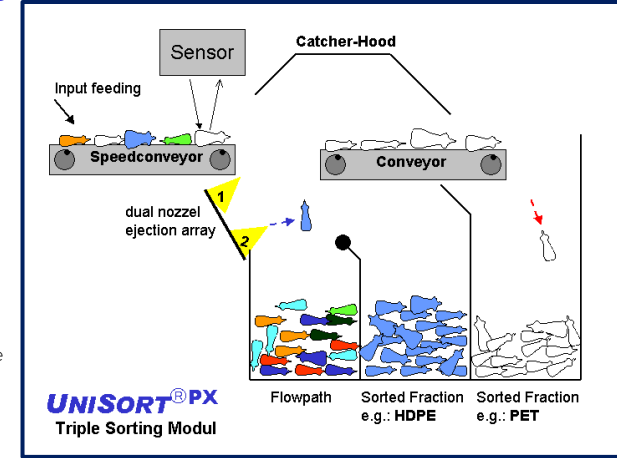 Catcher-Hood
Sensor
Input feeding
Speedconveyor
Conveyor
1
dual nozzel
ejection array
2
e
UNISORT®PX
Triple Sorting Modul
Flowpath
Sorted Fraction
e.g.: HDPE
Sorted Fraction
e.g.: PET